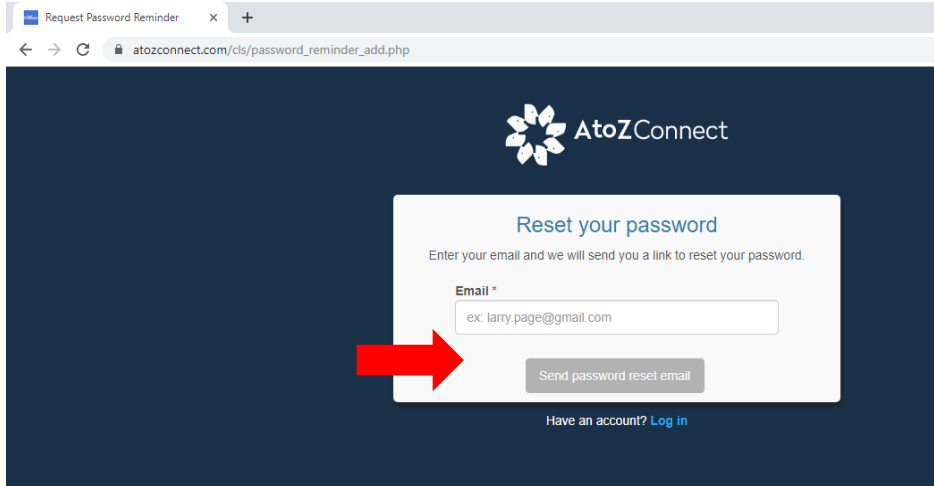 Request Password Reminder
atozconnect.com/cls/password_reminder_add.php
AtoZConnect
Reset your password
Enter your email and we will send you a link to reset your password.
Email *
ex: larry.page@gmail.com
Send password reset email
Have an account? Log in